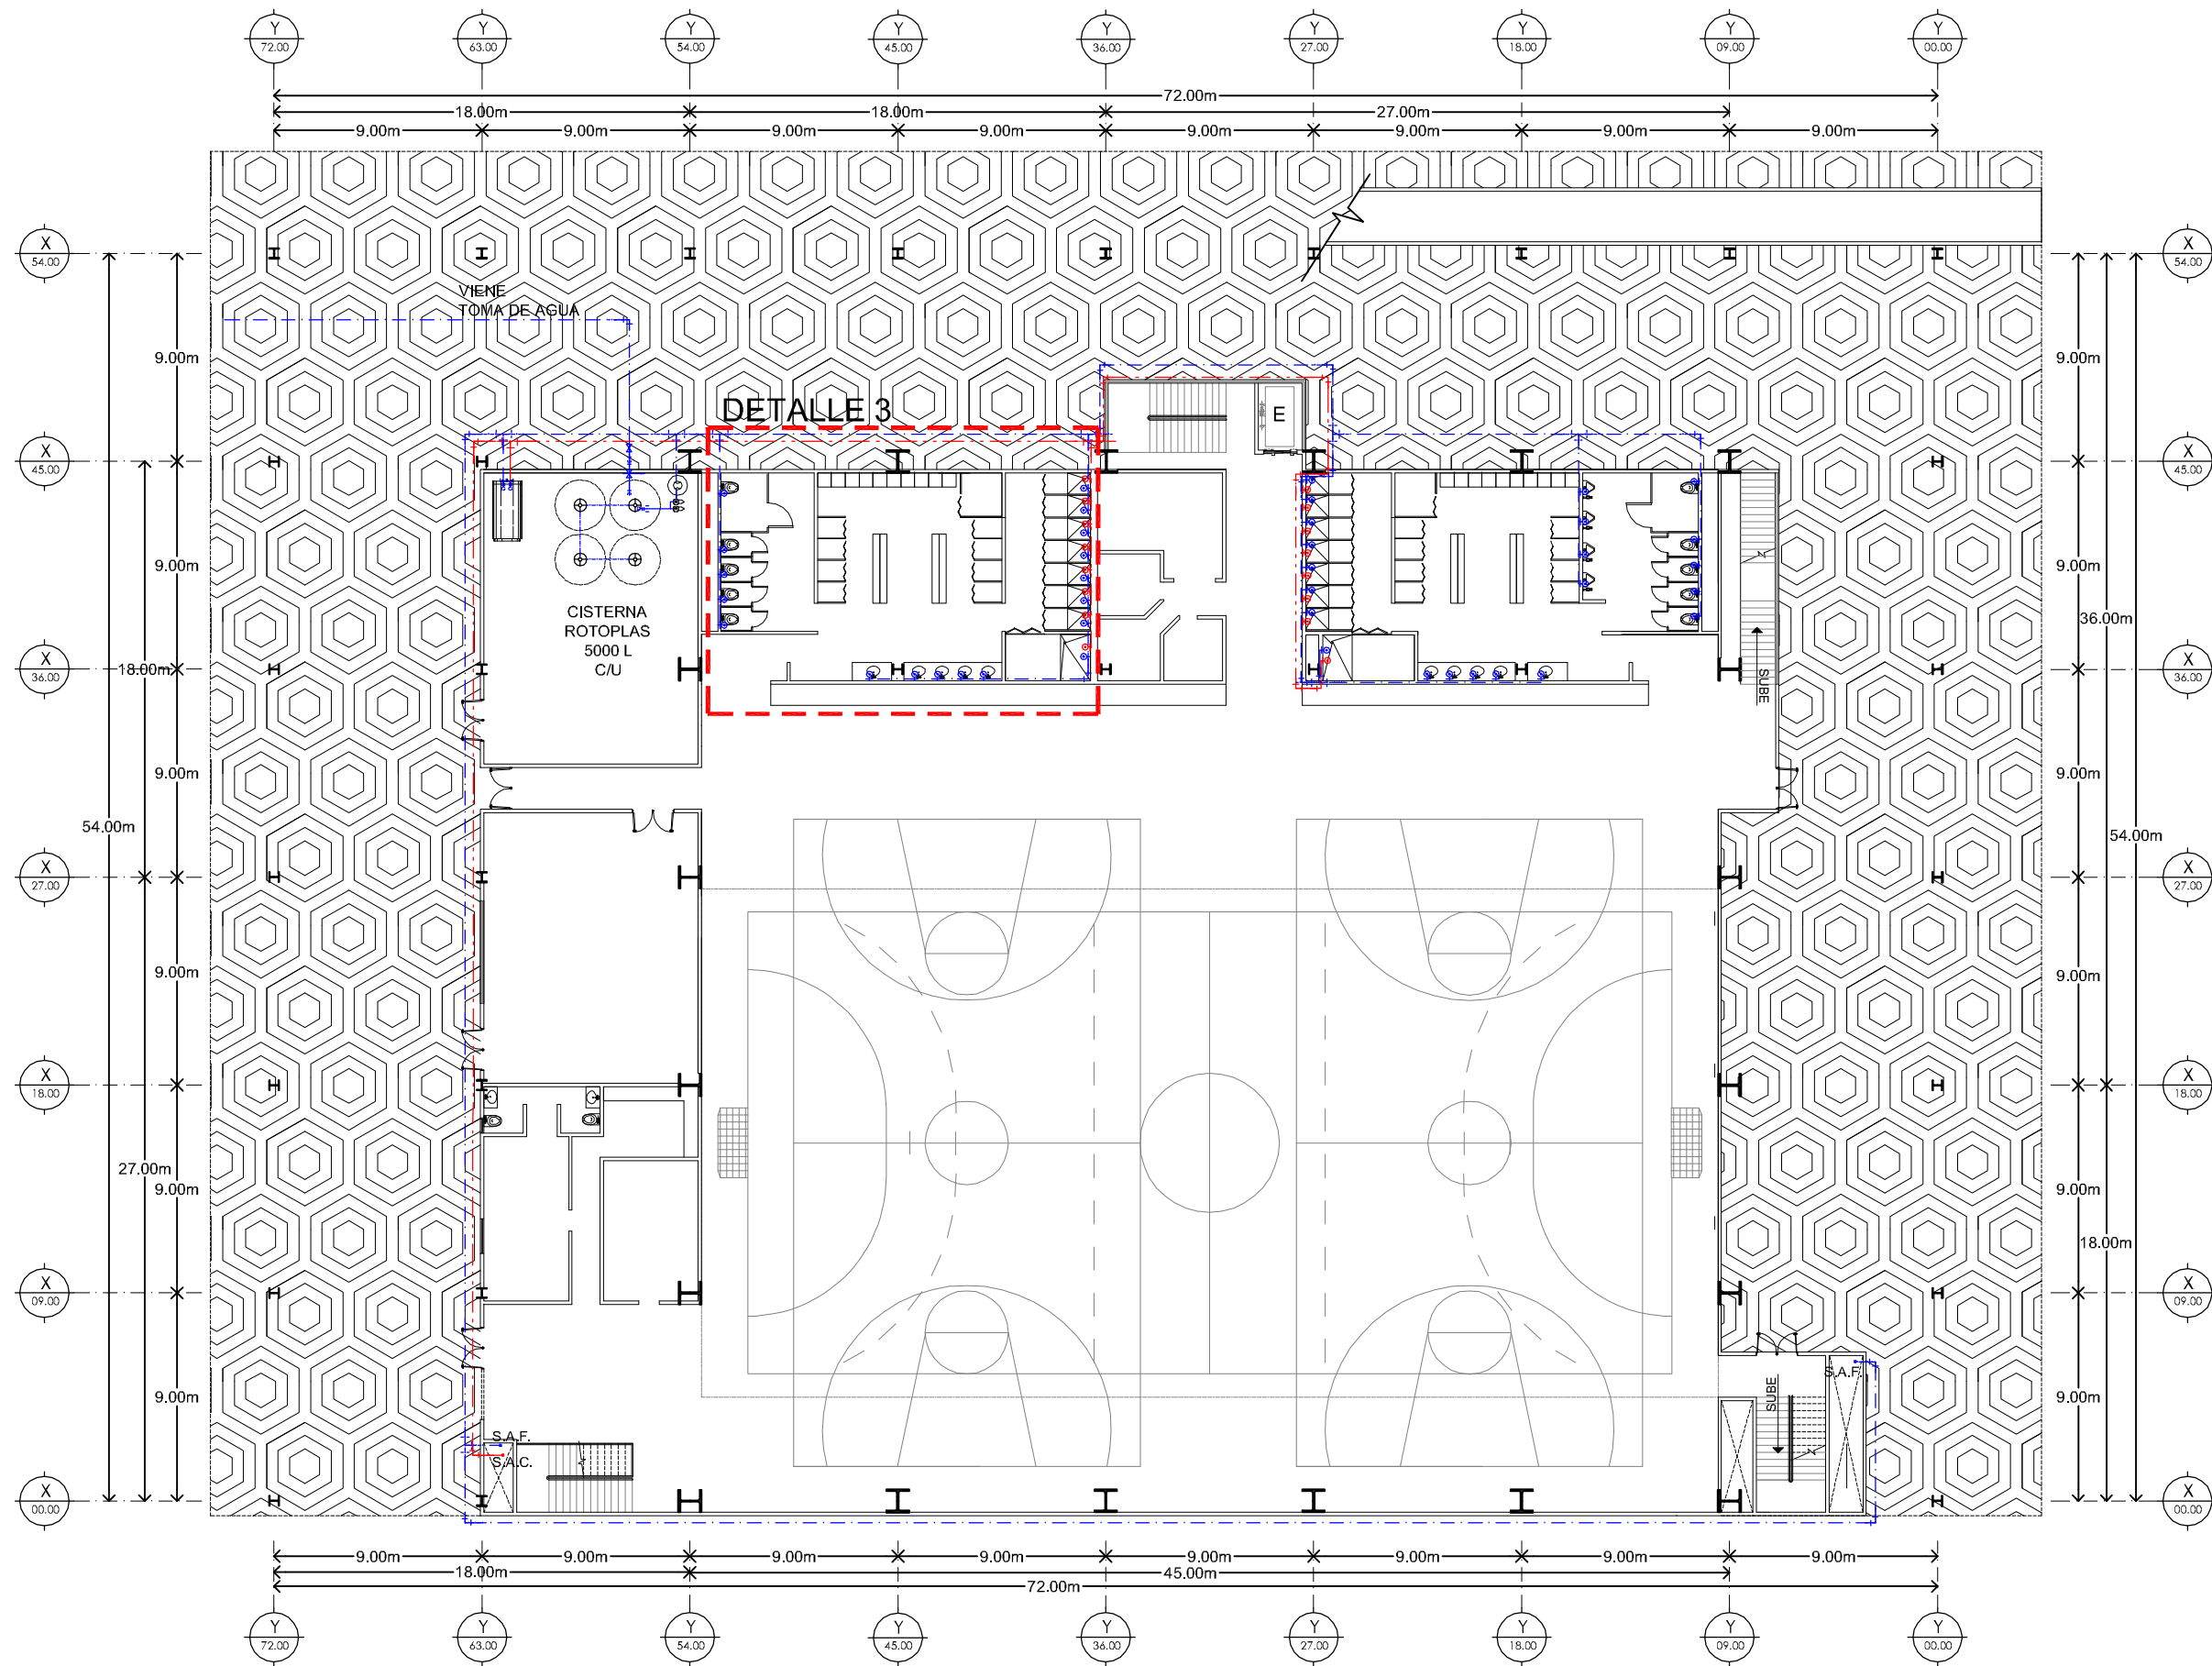 Y Y Y Y Y Y Y Y Y
72.00 63.00 54.00 45.00 36.00 27.00 18.00 09.00 00.00
72.00m
18.00m 18.00m 27.00m
9.00m 9.00m 9.00m 9.00m 9.00m 9.00m 9.00m 9.00m
X X
54.00 54.00
VIENE
TOMA DE AGUA
9.00m 9.00m
DETALLE 3
E
X X
45.00 45.00
9.00m 9.00m
CISTERNA
ROTOPLAS
5000 L
C/U
36.00m
X X
36.00 36.00
18.00m
SUBE
9.00m 9.00m
54.00m 54.00m
X X
27.00 27.00
9.00m 9.00m
X X
18.00 18.00
27.00m
9.00m 9.00m
18.00m
X X
09.00 09.00
S.A.F.
SUBE
9.00m 9.00m
S.A.F.
S.A.C.
X X
00.00 00.00
9.00m 9.00m 9.00m 9.00m 9.00m 9.00m 9.00m 9.00m
18.00m 45.00m
72.00m
Y Y Y Y Y Y Y Y Y
72.00 63.00 54.00 45.00 36.00 27.00 18.00 09.00 00.00